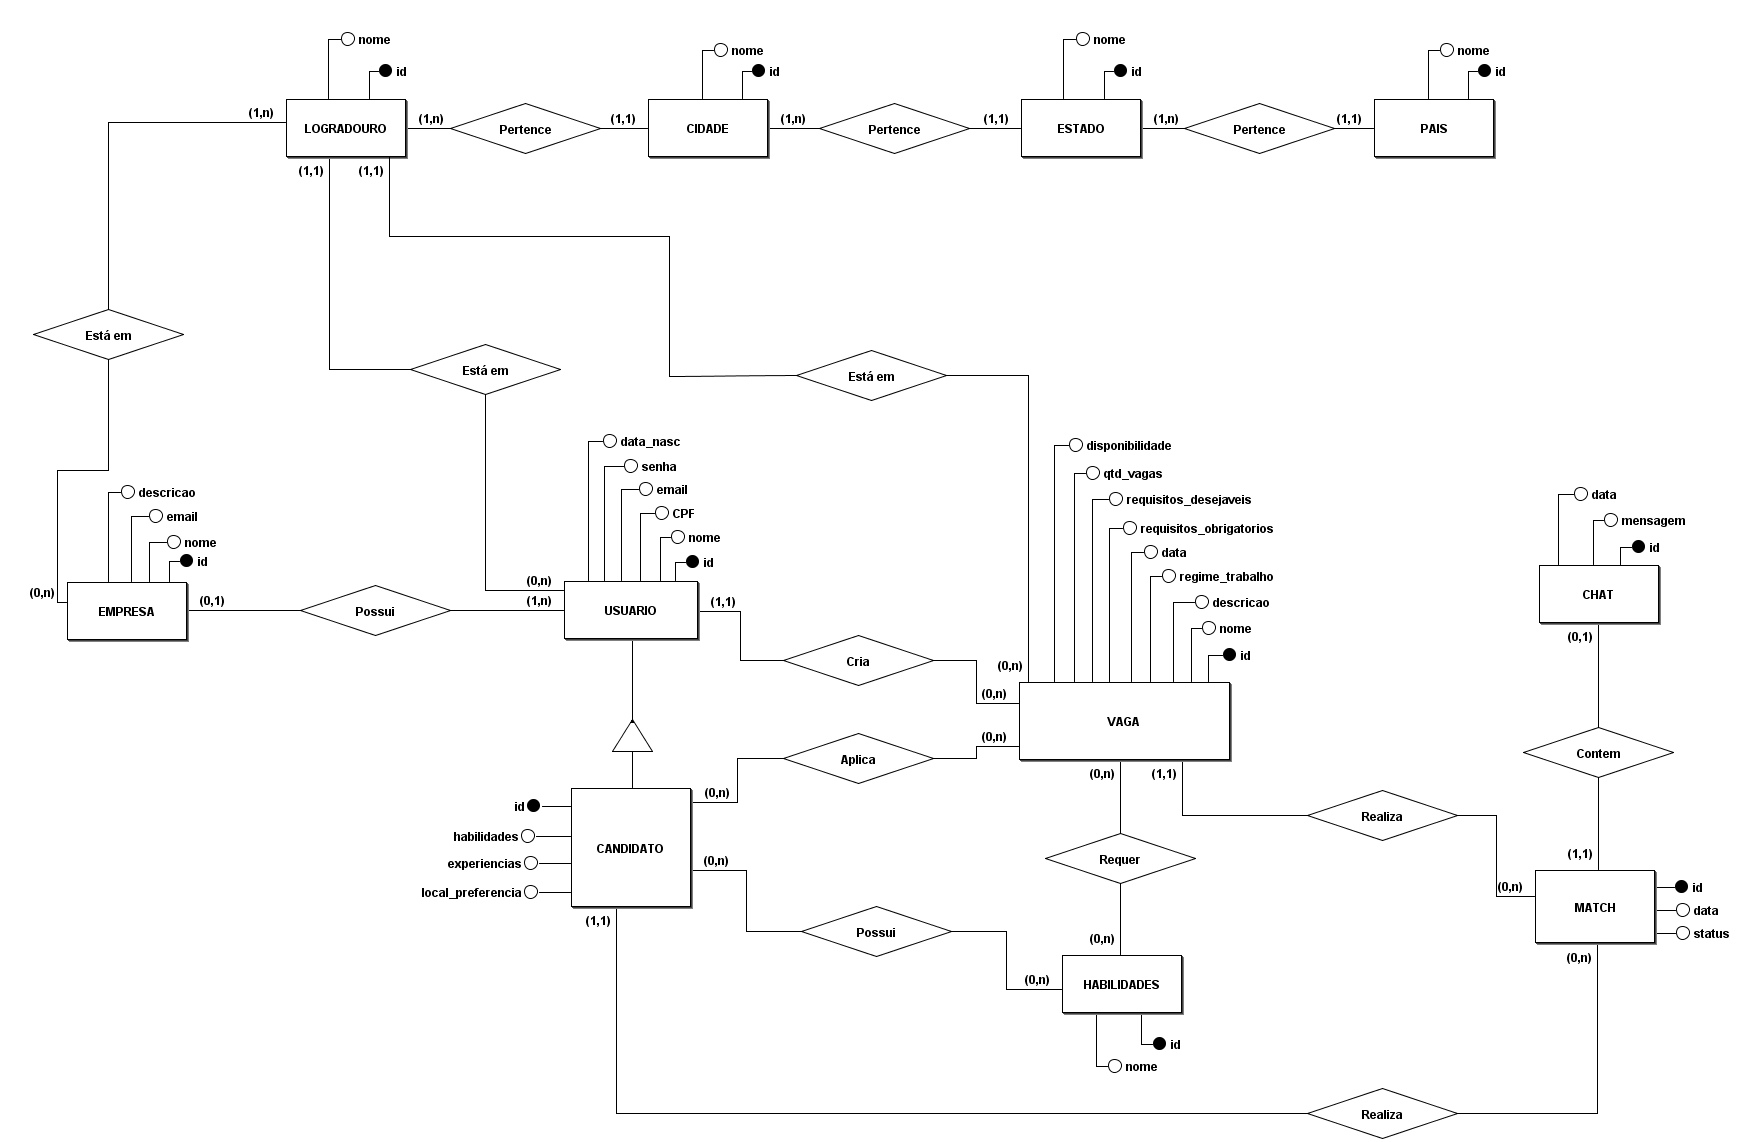 nome
id
(1,n)
LOGRADOURO
(1,n)
Pertence
(1,1)
nome
id
CIDADE
(1,n)
Pertence
(1,1)
nome
id
ESTADO
(1,n)
Pertence
(1,1)
nome
id
PAIS
(1,1)
(1,1)
Está em
Está em
Está em
descricao
email
nome
id
(0,n)
EMPRESA
(0,1)
Possui
(1,n)
(0,n)
data_nasc
senha
email
CPF
nome
id
USUARIO
(1,1)
Cria
(0,n)
(0,n)
disponibilidade
qtd_vagas
requisitos_desejaveis
requisitos_obrigatorios
data
regime_trabalho
descricao
nome
id
VAGA
data
mensagem
id
CHAT
(0,1)
Contem
(1,1)
Aplica
(0,n)
(0,n)
id
habilidades
experiencias
local_preferencia
CANDIDATO
(0,n)
(1,1)
Possui
(0,n)
(0,n)
(1,1)
Requer
(0,n)
HABILIDADES
id
nome
Realiza
(0,n)
MATCH
id
data
status
(0,n)
Realiza